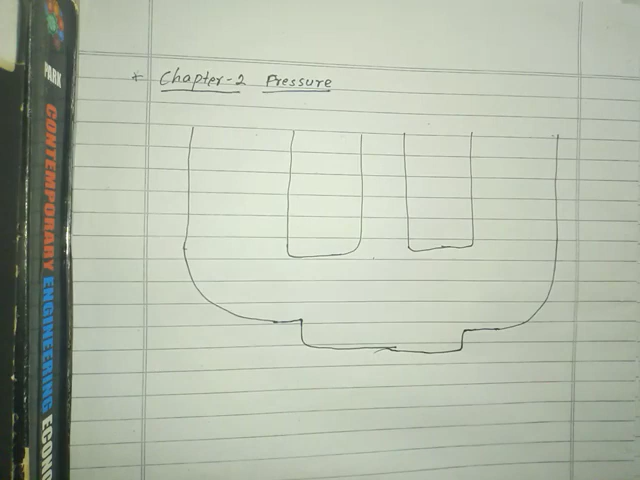 PARK
CONTEMPORARY ENGINEERING ECONO
* Chapter-2 Pressure